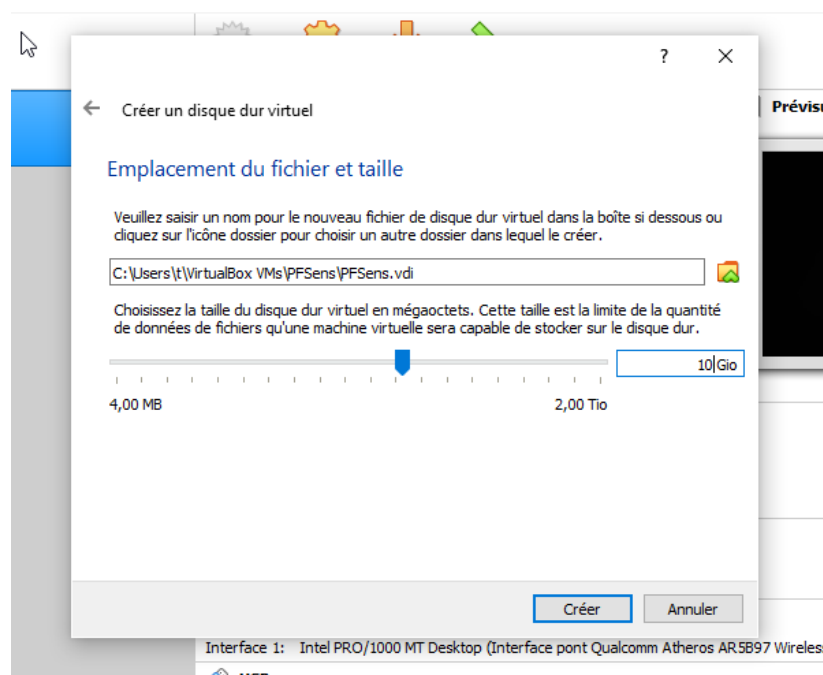 ?
Créer un disque dur virtuel
Emplacement du fichier et taille
Veuillez saisir un nom pour le nouveau fichier de disque dur virtuel dans la boîte si dessous ou
cliquez sur l'icône dossier pour choisir un autre dossier dans lequel le créer.
C:\Users\t\VirtualBox VMs\PFSens\PFSens.vdi
Choisissez la taille du disque dur virtuel en mégaoctets. Cette taille est la limite de la quantité
de données de fichiers qu'une machine virtuelle sera capable de stocker sur le disque dur.
10 Gio
4,00 MB
2,00 Tio
Créer
Annuler
Prévisu
Interface 1: Intel PRO/1000 MT Desktop (Interface pont Qualcomm Atheros AR5B97 Wireles